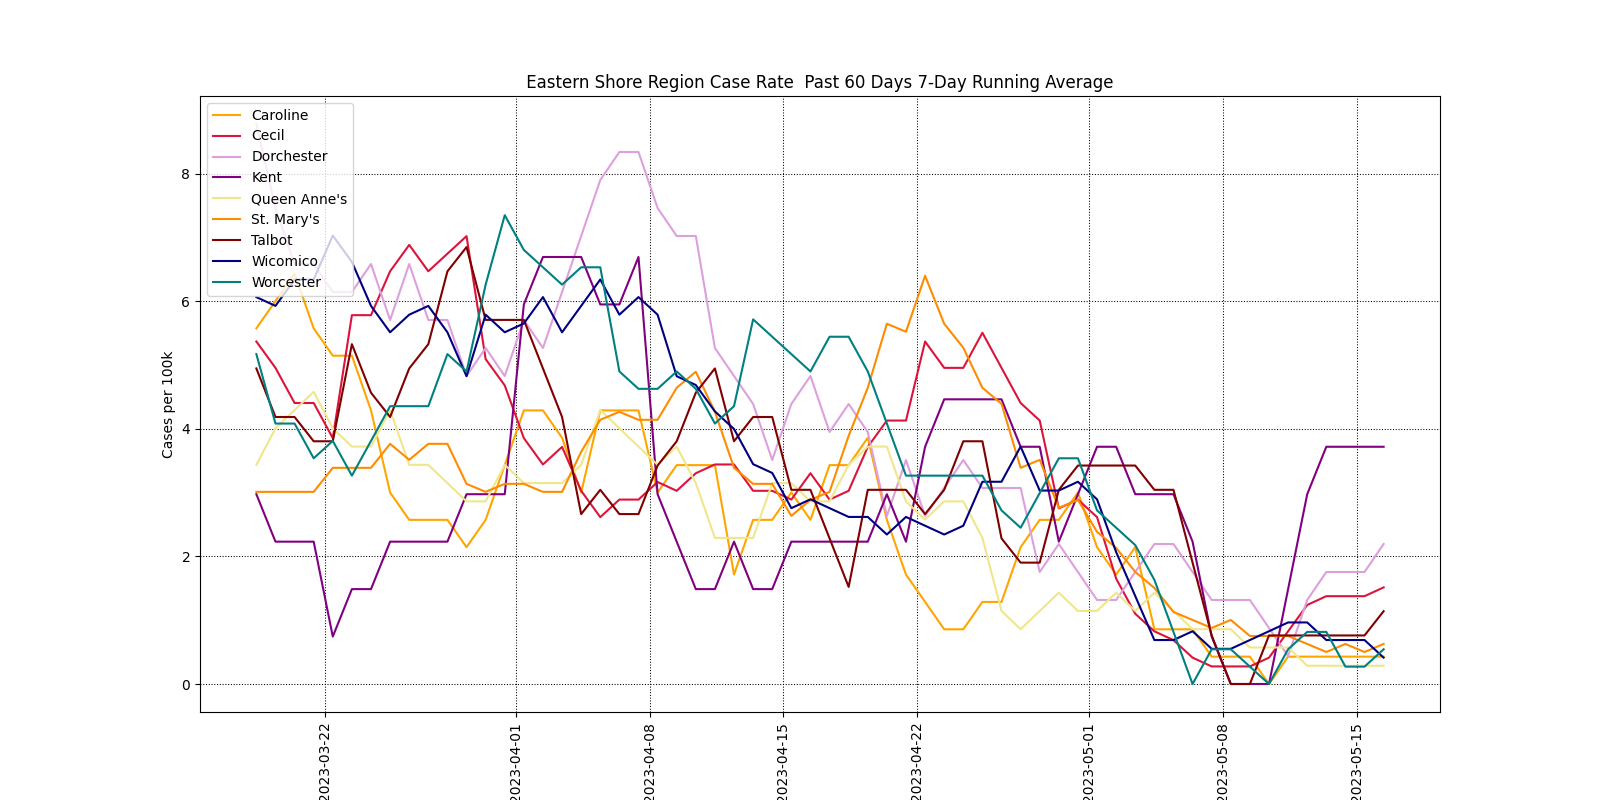 Eastern Shore Region Case Rate  Past 60 Days 7-Day Running Average
Caroline
Cecil
Dorchester
Kent
Queen Anne's
St. Mary's
Talbot
Wicomico
Worcester
Cases per 100k
8
6
4
2
0
2023-03-22
2023-04-01
2023-04-08
2023-04-15
2023-04-22
2023-05-01
2023-05-08
2023-05-15